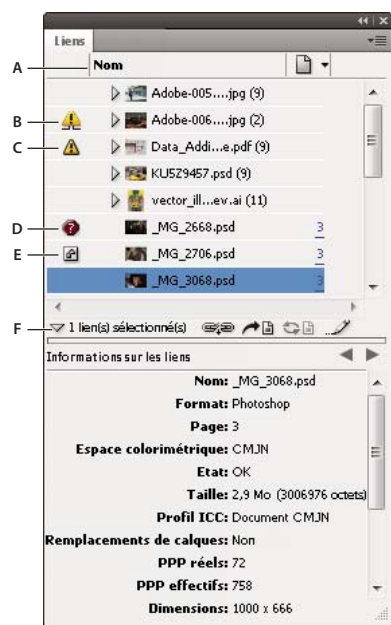 Liens
A
Nom
Adobe-005....jpg (9)
B
Adobe-006....jpg (2)
C
Data_Addi...e.pdf (9)
KU5Z9457.psd (9)
vector_ill...ev.ai (11)
D
_MG_2668.psd 3
E
_MG_2706.psd 3
_MG_3068.psd 3
F
1 lien(s) sélectionné(s)
Informations sur les liens
Nom: _MG_3068.psd
Format: Photoshop
Page: 3
Espace colorimétrique: CMJN
Etat: OK
Taille: 2,9 Mo (3006976 octets)
Profil ICC: Document CMJN
Remplacements de calques: Non
PPP réels: 72
PPP effectifs: 758
Dimensions: 1000 x 666